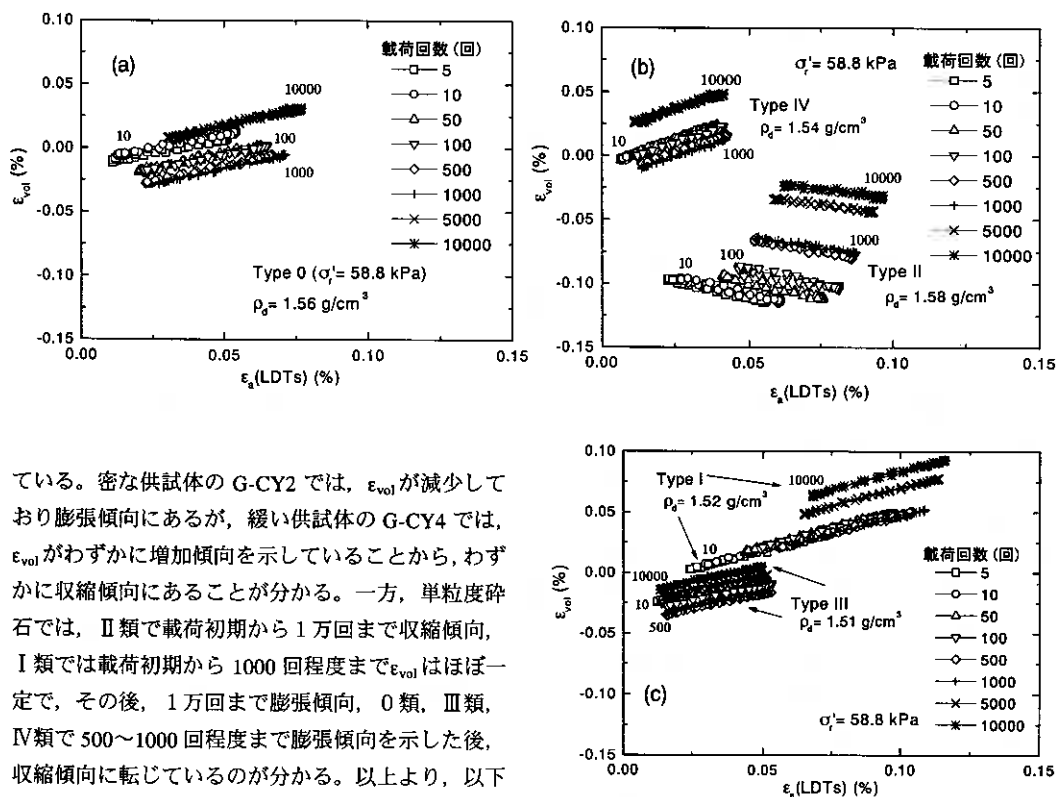 0.10
0.05
0.00
-0.05
-0.10
-0.15
0.00
0.05
0.10
0.15
εvol (%)
εa(LDTs) (%)
(a)
載荷回数(回)
5
10
50
100
500
1000
5000
10000
10000
10
100
1000
Type 0 (σr'= 58.8 kPa)
ρd= 1.56 g/cm³
0.10
0.05
0.00
-0.05
-0.10
-0.15
0.00
0.05
0.10
0.15
εvol (%)
εa(LDTs) (%)
(b)
σr'= 58.8 kPa
載荷回数(回)
5
10
50
100
500
1000
5000
10000
10000
Type IV
ρd= 1.54 g/cm³
10
100
1000
10000
10
100
1000
Type II
ρd= 1.58 g/cm³
ている。密な供試体の G-CY2 では，εvolが減少して
おり膨張傾向にあるが，緩い供試体の G-CY4 では，
εvolがわずかに増加傾向を示していることから，わず
かに収縮傾向にあることが分かる。一方，単粒度砕
石では，Ⅱ類で載荷初期から１万回まで収縮傾向，
Ⅰ類では載荷初期から 1000 回程度までεvolはほぼ一
定で，その後，１万回まで膨張傾向，０類，Ⅲ類，
Ⅳ類で 500～1000 回程度まで膨張傾向を示した後，
収縮傾向に転じているのが分かる。以上より，以下
0.10
0.05
0.00
-0.05
-0.10
-0.15
0.00
0.05
0.10
0.15
εvol (%)
εa(LDTs) (%)
(c)
Type I
ρd= 1.52 g/cm³
10000
10
10000
10
500
Type III
ρd= 1.51 g/cm³
載荷回数(回)
5
10
50
100
500
1000
5000
10000
σr'= 58.8 kPa